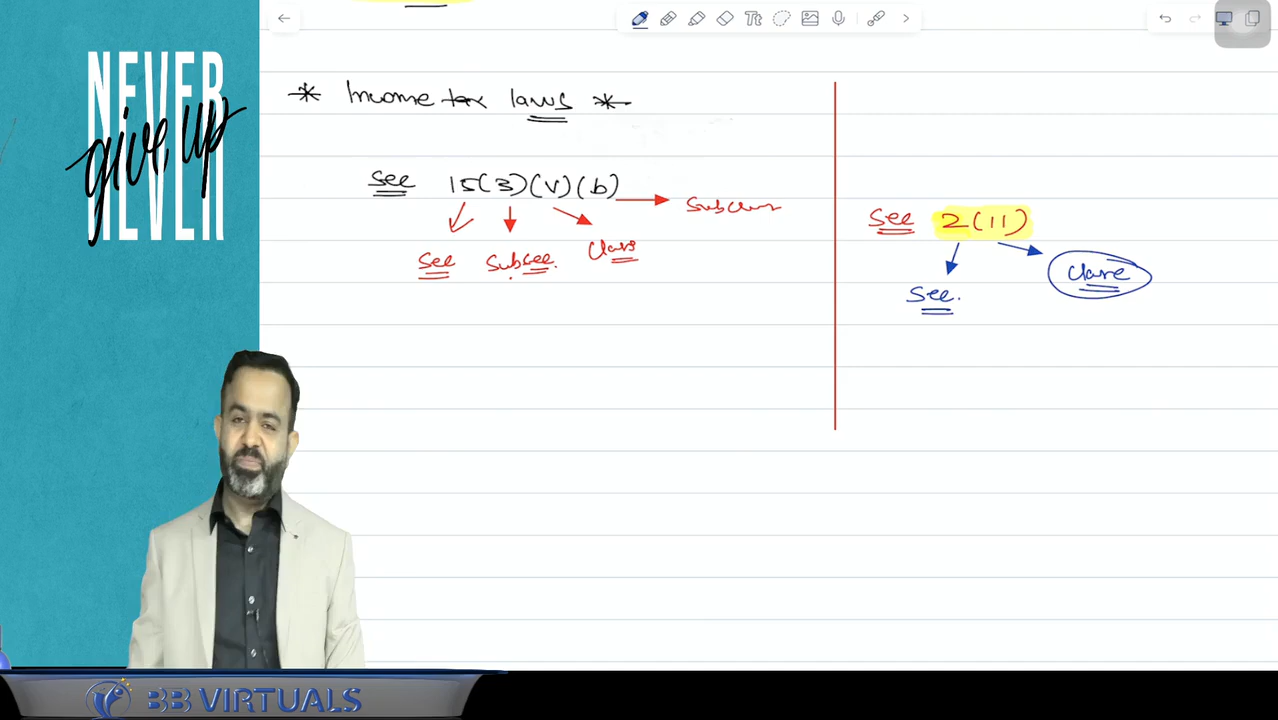 NEVER
give up
NEVER
* Income tax laws *
Sec 15(3)(v)(b)
Sec 2(11)
Sec
Subsec.
Clause
Sec.
Clause
BB VIRTUALS